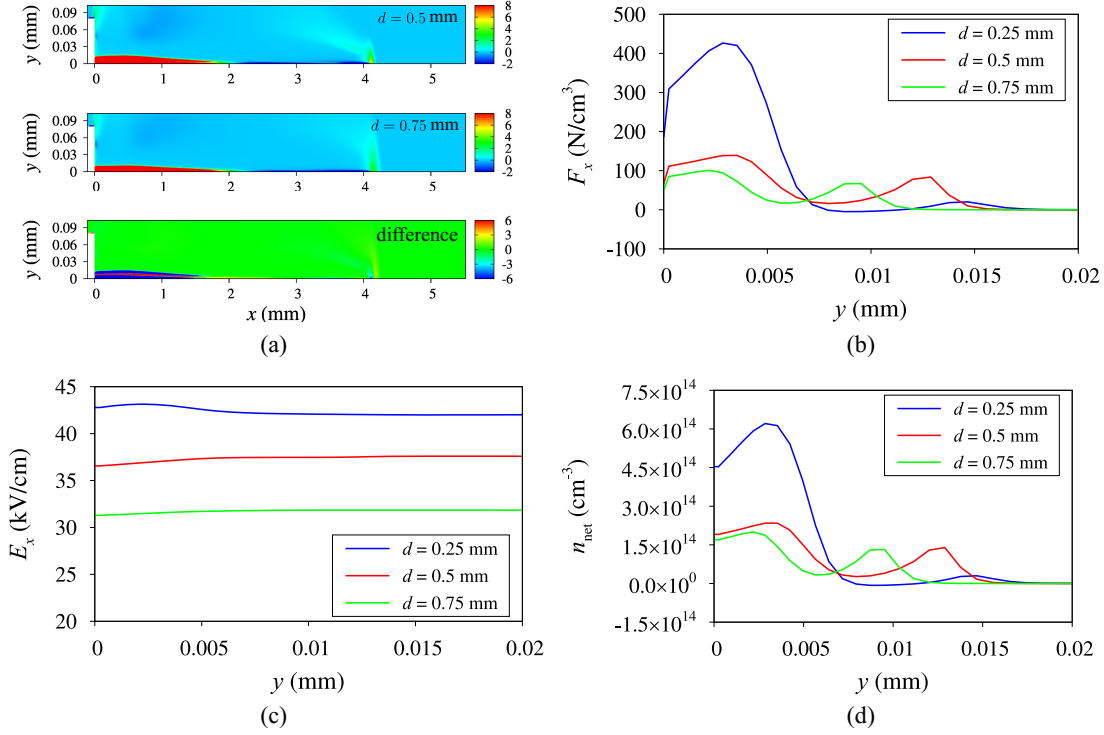 y (mm)
0.09
0.06
0.03
0
d = 0.5 mm
8
6
4
2
0
-2
0 1 2 3 4 5
y (mm)
0.09
0.06
0.03
0
d = 0.75 mm
8
6
4
2
0
-2
0 1 2 3 4 5
y (mm)
0.09
0.06
0.03
0
difference
6
4
2
0
-2
-4
-6
0 1 2 3 4 5
x (mm)
(a)
F_x (N/cm³)
500
400
300
200
100
0
-100
d = 0.25 mm
d = 0.5 mm
d = 0.75 mm
0 0.005 0.01 0.015 0.02
y (mm)
(b)
E_x (kV/cm)
45
40
35
30
25
20
d = 0.25 mm
d = 0.5 mm
d = 0.75 mm
0 0.005 0.01 0.015 0.02
y (mm)
(c)
n_net (cm⁻³)
7.5×10¹⁴
6.0×10¹⁴
4.5×10¹⁴
3.0×10¹⁴
1.5×10¹⁴
0.0×10⁰
-1.5×10¹⁴
d = 0.25 mm
d = 0.5 mm
d = 0.75 mm
0 0.005 0.01 0.015 0.02
y (mm)
(d)